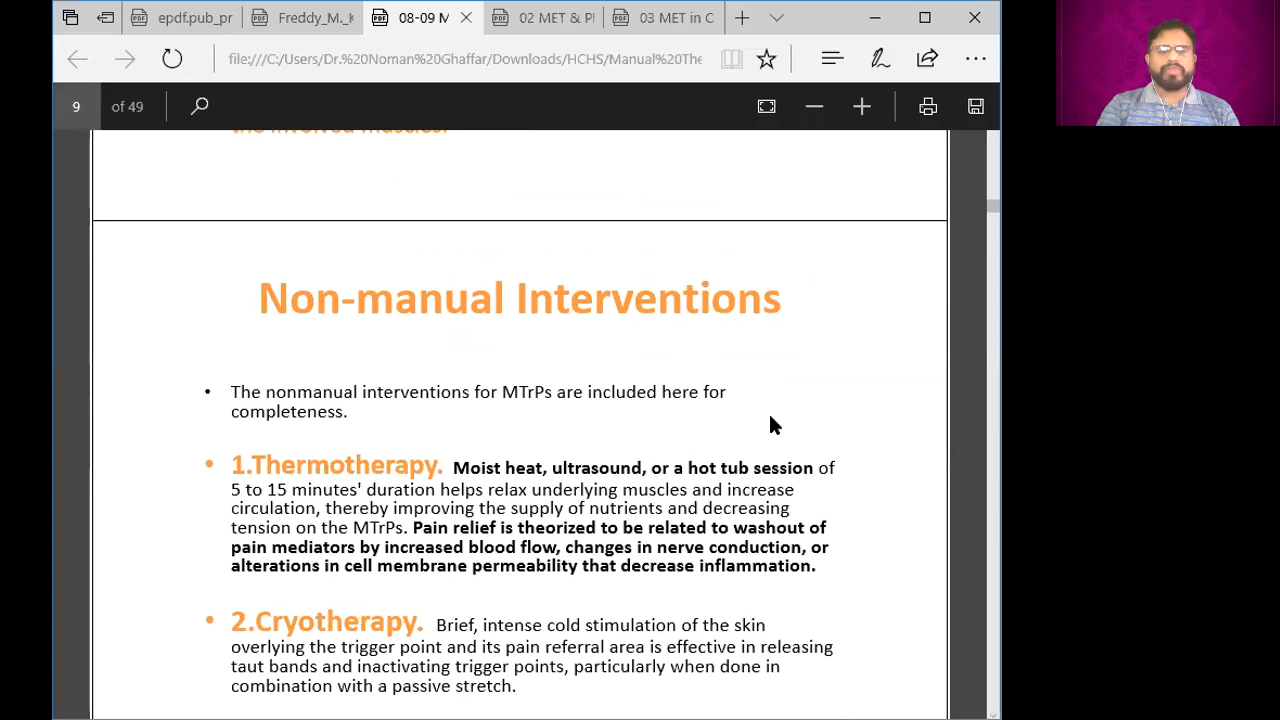 epdf.pub_pr
Freddy_M._K
08-09 M
02 MET & P
03 MET in C
file:///C:/Users/Dr.%20Noman%20Ghaffar/Downloads/HCHS/Manual%20The
9 of 49
the involved muscles.
Non-manual Interventions
• The nonmanual interventions for MTrPs are included here for
completeness.
• 1.Thermotherapy. Moist heat, ultrasound, or a hot tub session of
5 to 15 minutes' duration helps relax underlying muscles and increase
circulation, thereby improving the supply of nutrients and decreasing
tension on the MTrPs. Pain relief is theorized to be related to washout of
pain mediators by increased blood flow, changes in nerve conduction, or
alterations in cell membrane permeability that decrease inflammation.
• 2.Cryotherapy. Brief, intense cold stimulation of the skin
overlying the trigger point and its pain referral area is effective in releasing
taut bands and inactivating trigger points, particularly when done in
combination with a passive stretch.